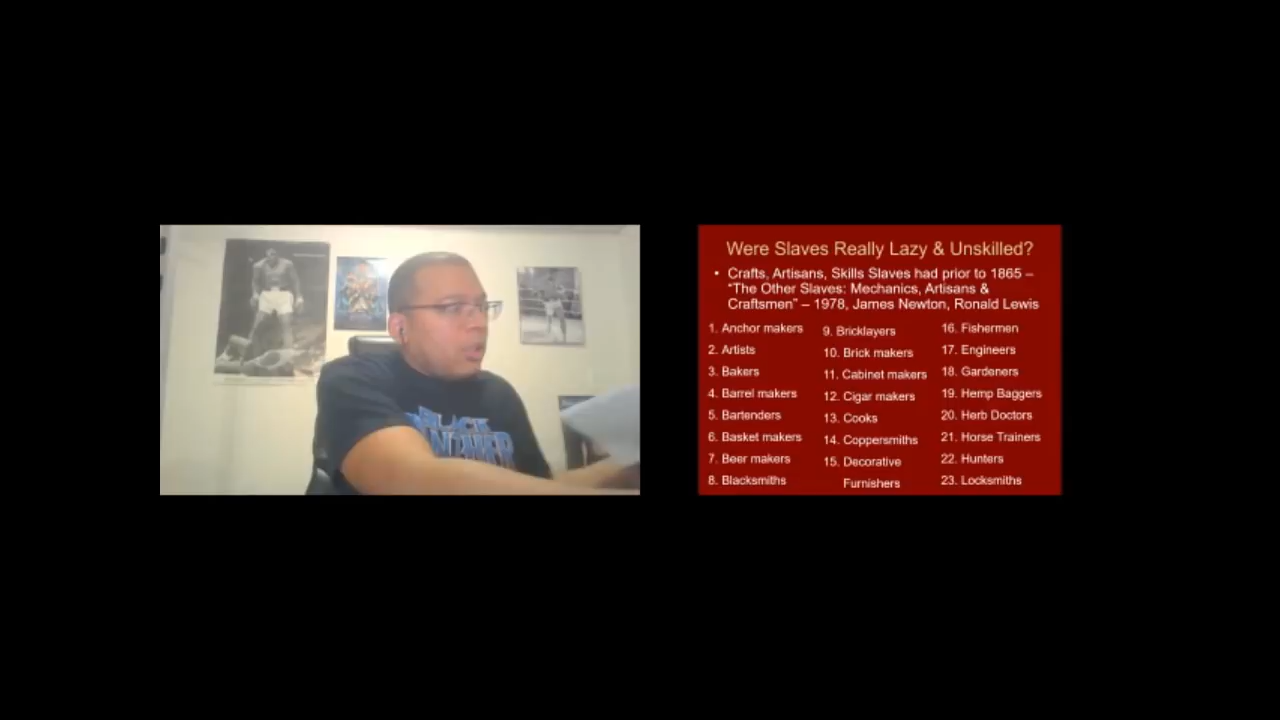 BLACK
PANTHER
Were Slaves Really Lazy & Unskilled?
• Crafts, Artisans, Skills Slaves had prior to 1865 –
"The Other Slaves: Mechanics, Artisans &
Craftsmen" – 1978, James Newton, Ronald Lewis
1. Anchor makers
2. Artists
3. Bakers
4. Barrel makers
5. Bartenders
6. Basket makers
7. Beer makers
8. Blacksmiths
9. Bricklayers
10. Brick makers
11. Cabinet makers
12. Cigar makers
13. Cooks
14. Coppersmiths
15. Decorative
Furnishers
16. Fishermen
17. Engineers
18. Gardeners
19. Hemp Baggers
20. Herb Doctors
21. Horse Trainers
22. Hunters
23. Locksmiths